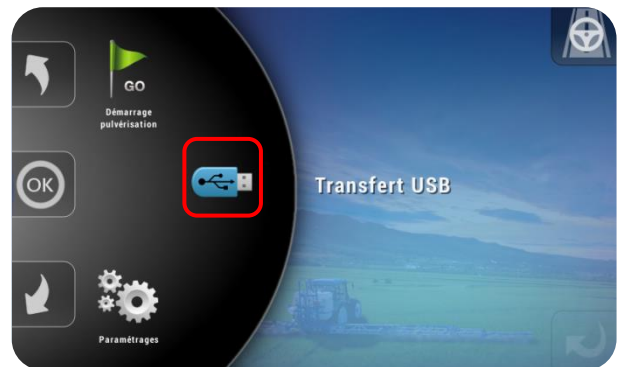 GO
Démarrage
pulvérisation
OK
Transfert USB
Paramétrages